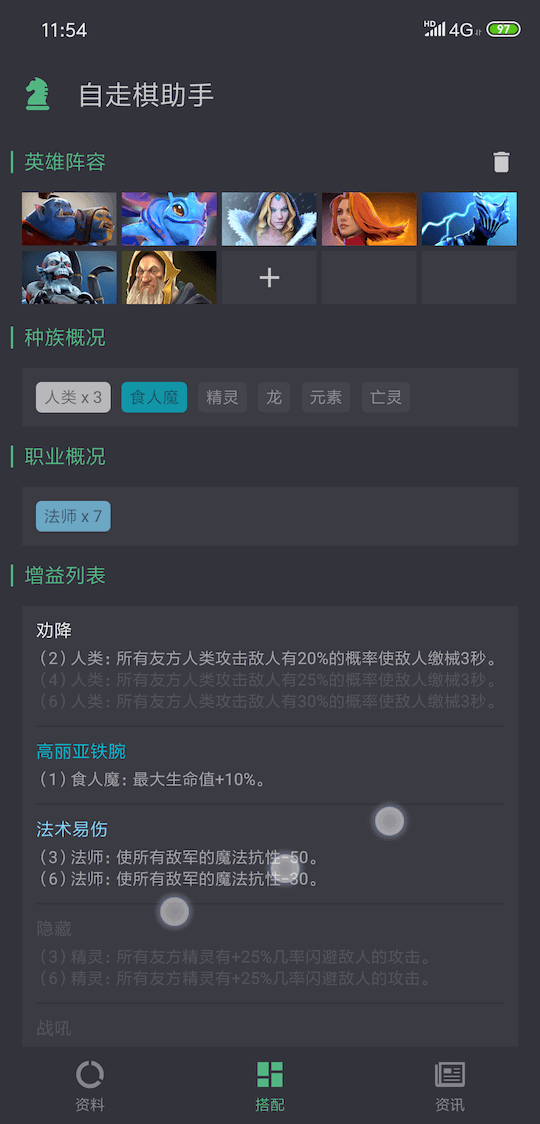 11:54
HD 4G 97
自走棋助手
英雄阵容
种族概况
人类 x 3 食人魔 精灵 龙 元素 亡灵
职业概况
法师 x 7
增益列表
劝降
（2）人类: 所有友方人类攻击敌人有20%的概率使敌人缴械3秒。
（4）人类: 所有友方人类攻击敌人有25%的概率使敌人缴械3秒。
（6）人类: 所有友方人类攻击敌人有30%的概率使敌人缴械3秒。
高丽亚铁腕
（1）食人魔: 最大生命值+10%。
法术易伤
（3）法师: 使所有敌军的魔法抗性-50。
（6）法师: 使所有敌军的魔法抗性-30。
隐藏
（3）精灵: 所有友方精灵有+25%几率闪避敌人的攻击。
（6）精灵: 所有友方精灵有+25%几率闪避敌人的攻击。
战吼
资料 搭配 资讯